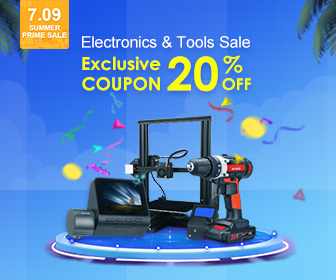 7.09
SUMMER
PRIME SALE
Electronics & Tools Sale
Exclusive
COUPON 20% OFF